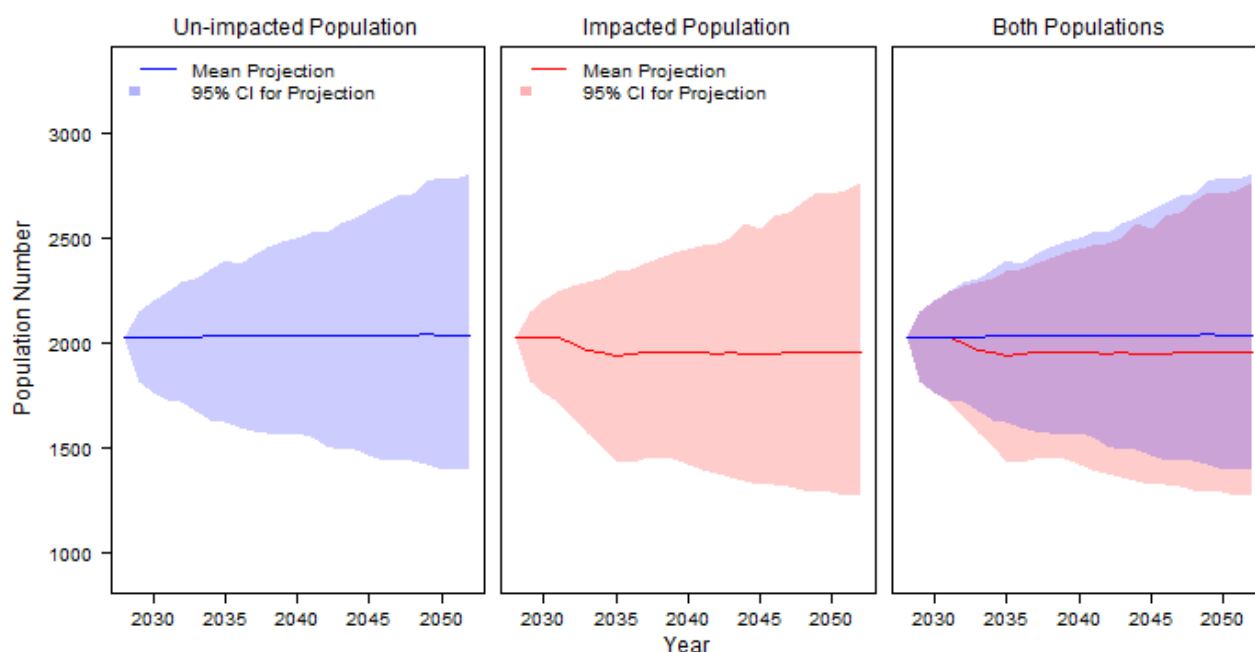 Un-impacted Population
Impacted Population
Both Populations
Mean Projection
95% CI for Projection
Mean Projection
95% CI for Projection
Population Number
3000
2500
2000
1500
1000
2030 2035 2040 2045 2050
2030 2035 2040 2045 2050
2030 2035 2040 2045 2050
Year